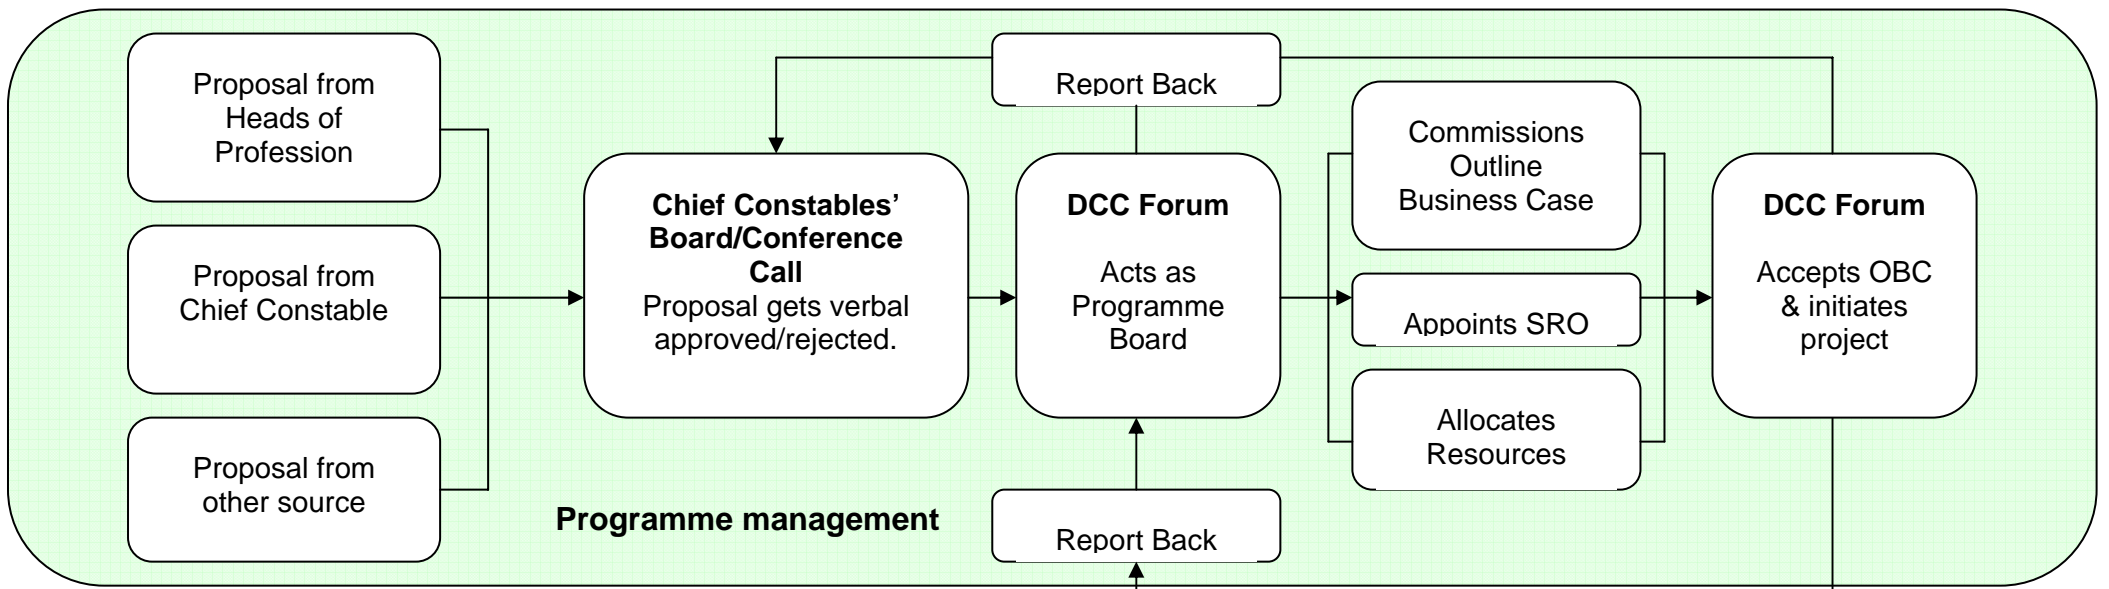 Proposal from
Heads of
Profession
Proposal from
Chief Constable
Proposal from
other source
Chief Constables’
Board/Conference
Call
Proposal gets verbal
approved/rejected.
Report Back
DCC Forum
Acts as
Programme
Board
Report Back
Programme management
Commissions
Outline
Business Case
Appoints SRO
Allocates
Resources
DCC Forum
Accepts OBC
& initiates
project